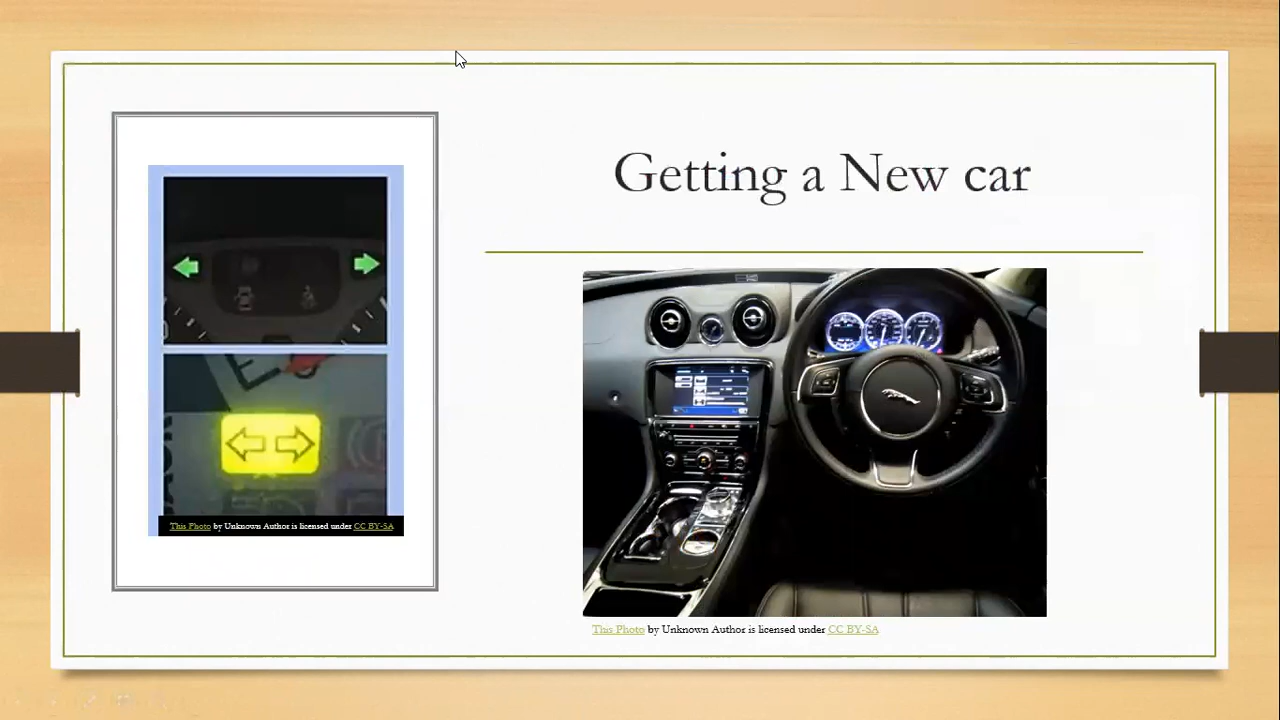 Getting a New car
This Photo by Unknown Author is licensed under CC BY-SA
This Photo by Unknown Author is licensed under CC BY-SA